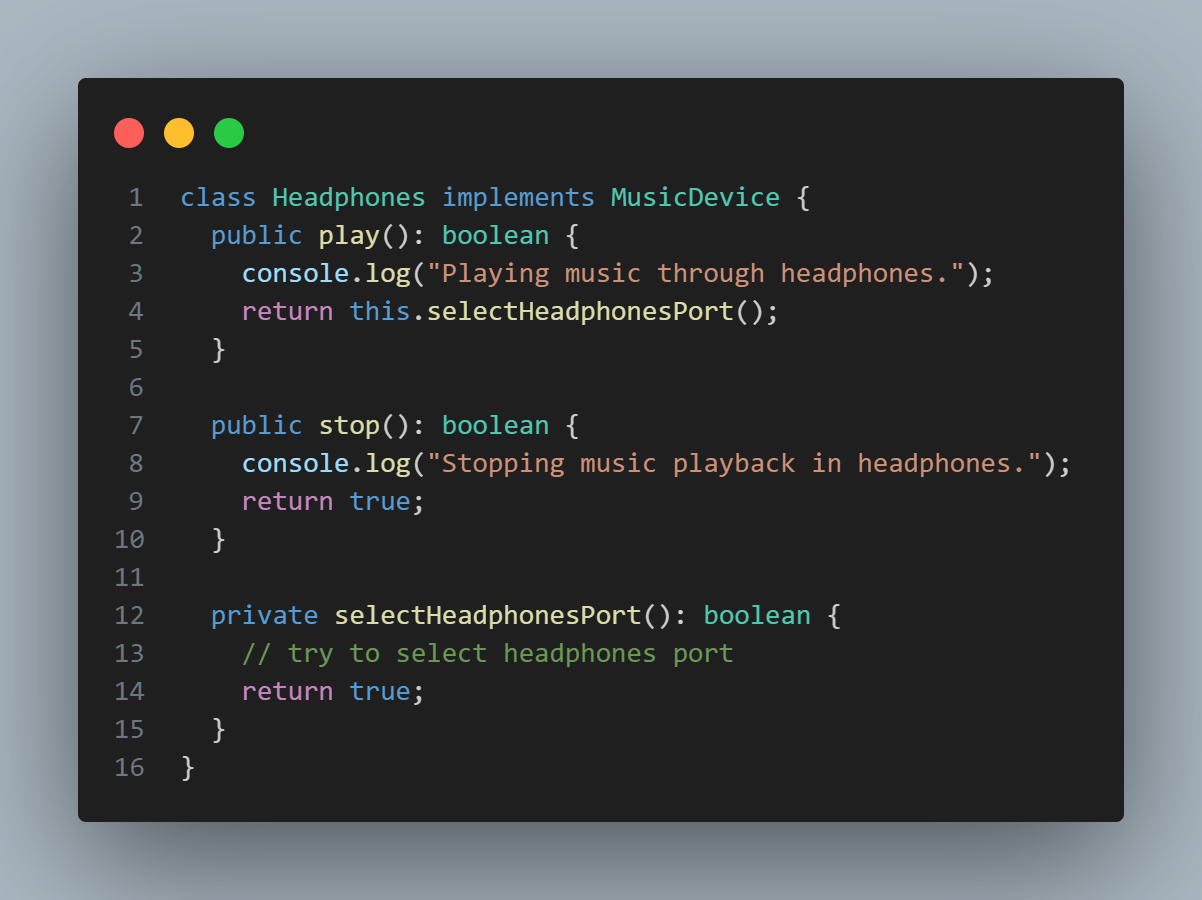 1 class Headphones implements MusicDevice {
2   public play(): boolean {
3     console.log("Playing music through headphones.");
4     return this.selectHeadphonesPort();
5   }
6
7   public stop(): boolean {
8     console.log("Stopping music playback in headphones.");
9     return true;
10   }
11
12   private selectHeadphonesPort(): boolean {
13     // try to select headphones port
14     return true;
15   }
16 }